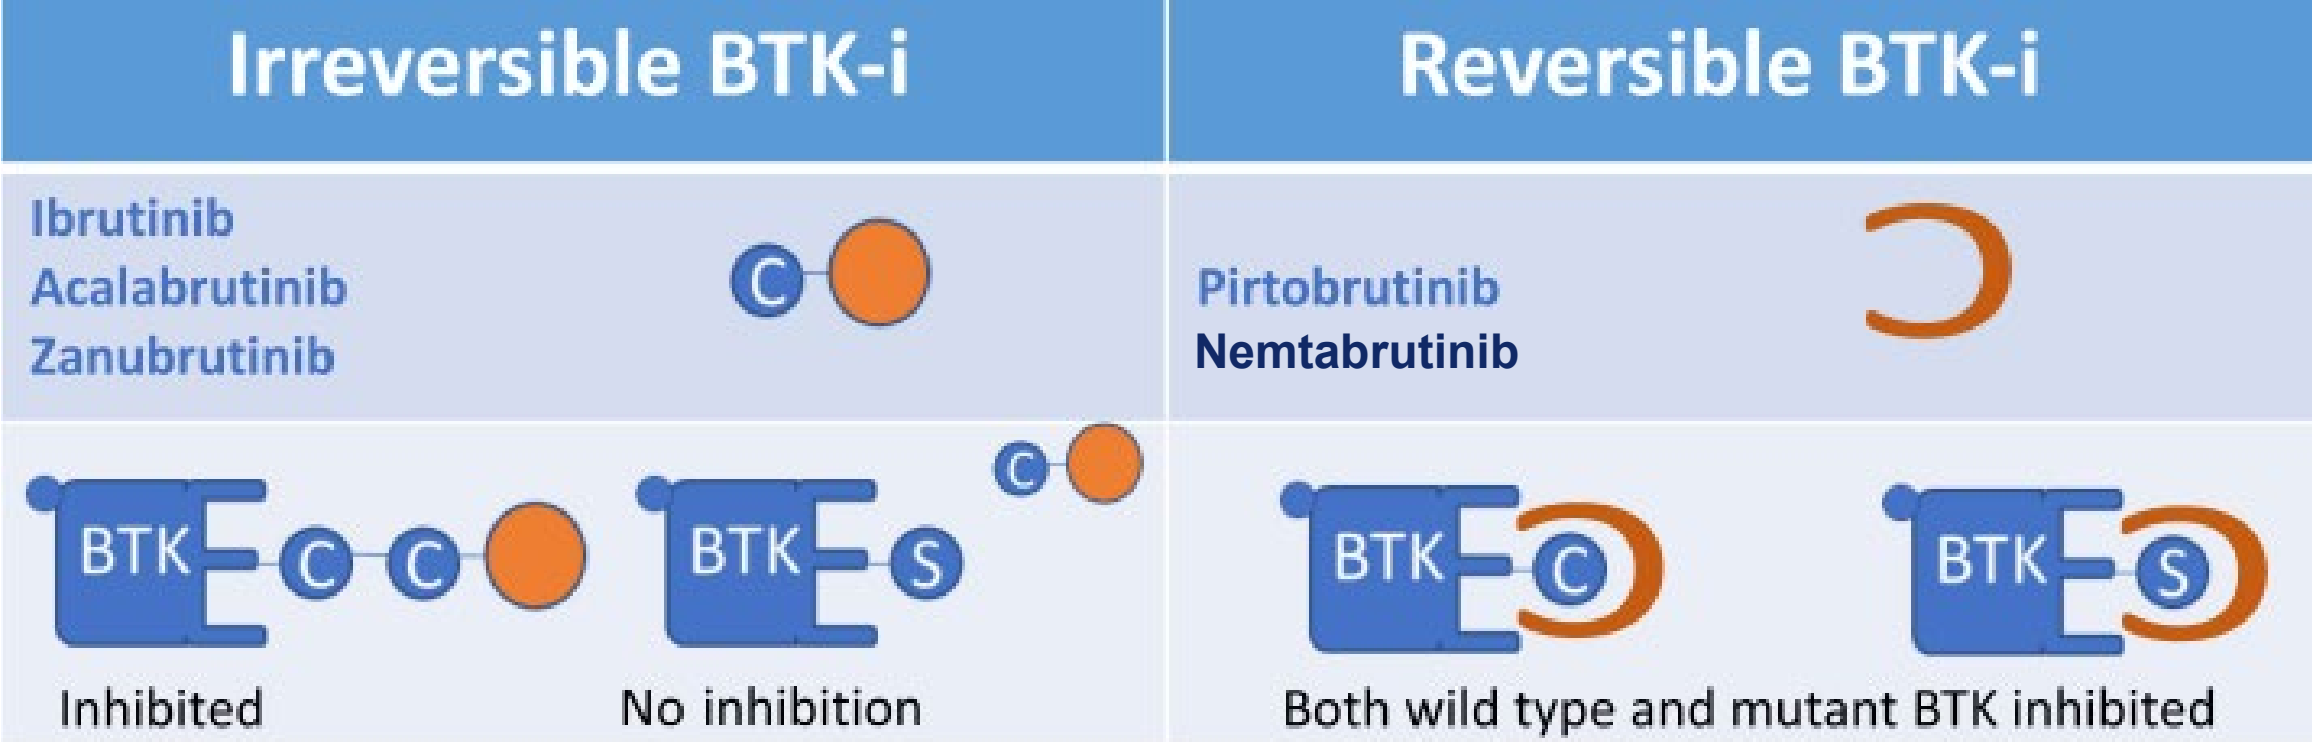 Irreversible BTK-i
Reversible BTK-i
Ibrutinib
Acalabrutinib
Zanubrutinib
C
Pirtobrutinib
Nemtabrutinib
C
BTK C C
BTK S
BTK C
BTK S
Inhibited
No inhibition
Both wild type and mutant BTK inhibited